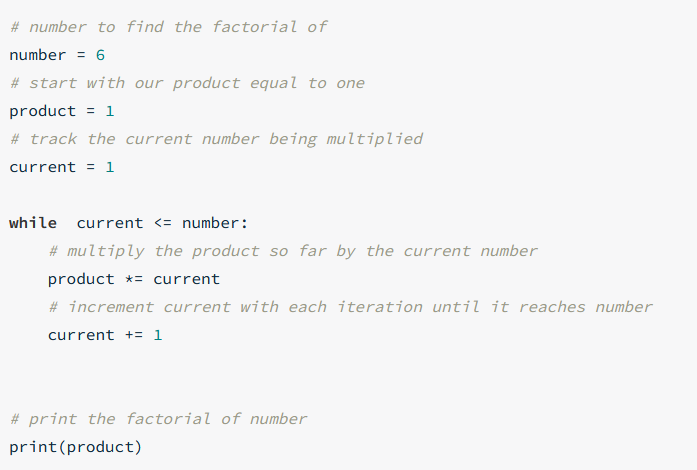 # number to find the factorial of
number = 6
# start with our product equal to one
product = 1
# track the current number being multiplied
current = 1

while  current <= number:
    # multiply the product so far by the current number
    product *= current
    # increment current with each iteration until it reaches number
    current += 1


# print the factorial of number
print(product)